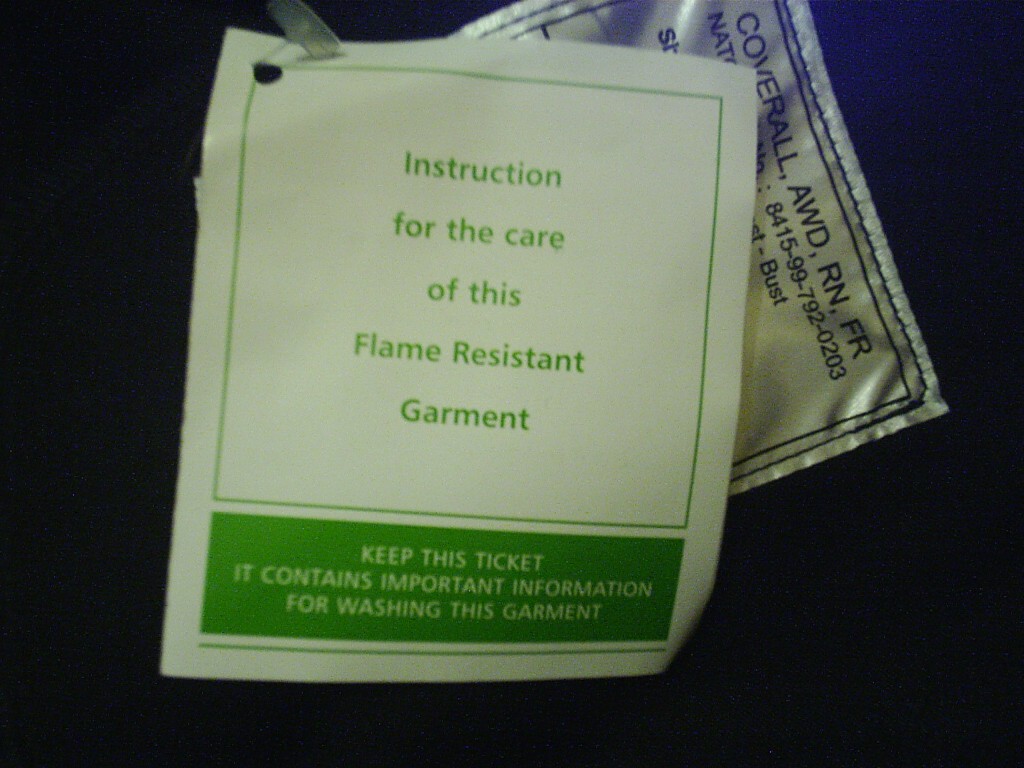 Instruction
for the care
of this
Flame Resistant
Garment
KEEP THIS TICKET
IT CONTAINS IMPORTANT INFORMATION
FOR WASHING THIS GARMENT
COVERALL, AWD, RN, FR
8415-99-792-0203
- Bust